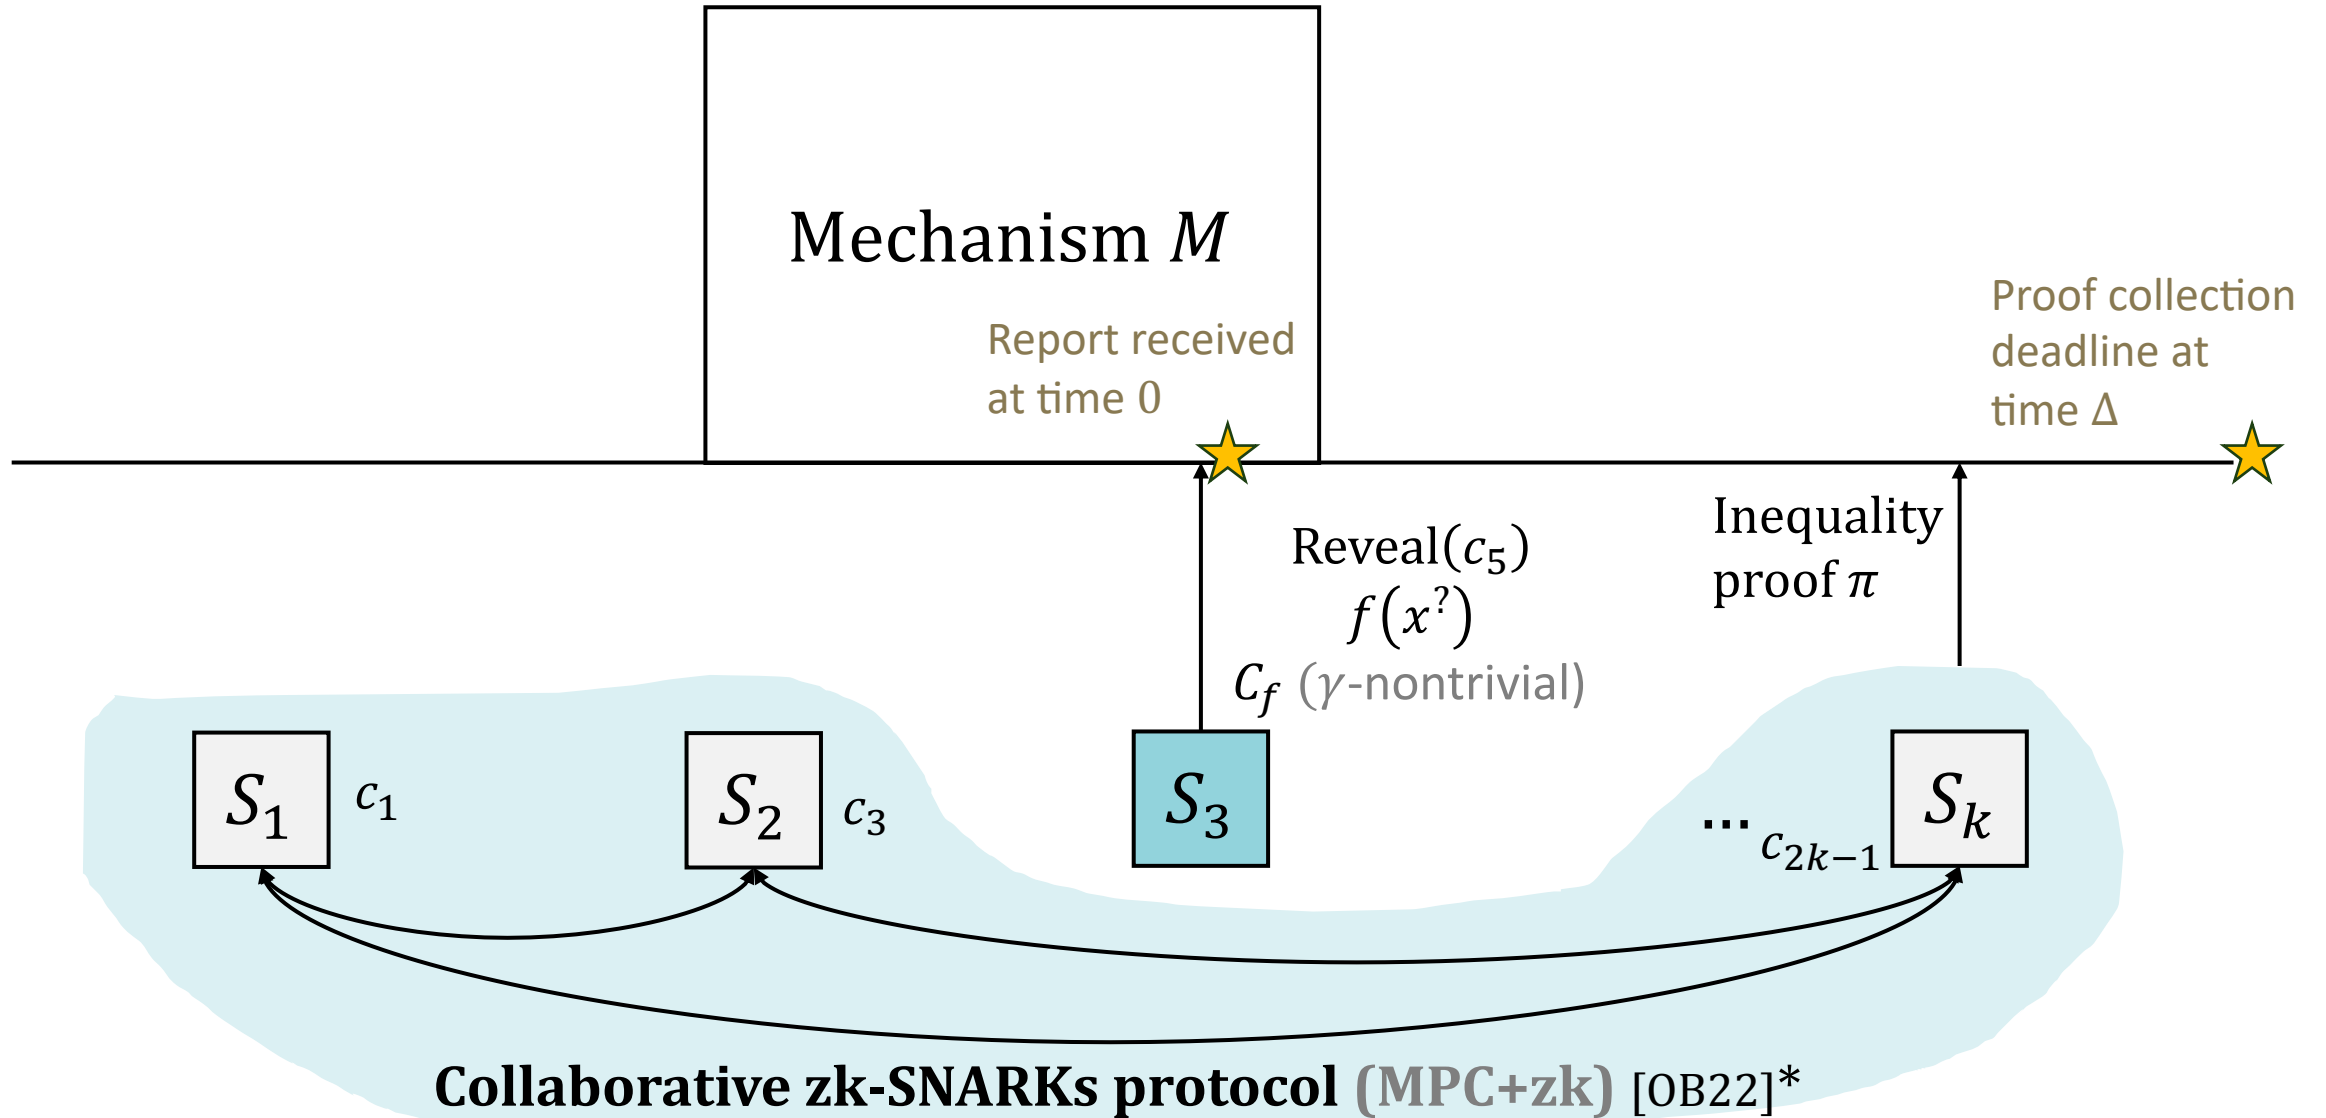 Mechanism M
Report received
at time 0
Proof collection
deadline at
time Δ
Reveal(c₅)
f(x^?)
C_f (γ-nontrivial)
Inequality
proof π
S₁ c₁
S₂ c₃
S₃
... c₂ₖ₋₁
Sₖ
Collaborative zk-SNARKs protocol (MPC+zk) [OB22]*